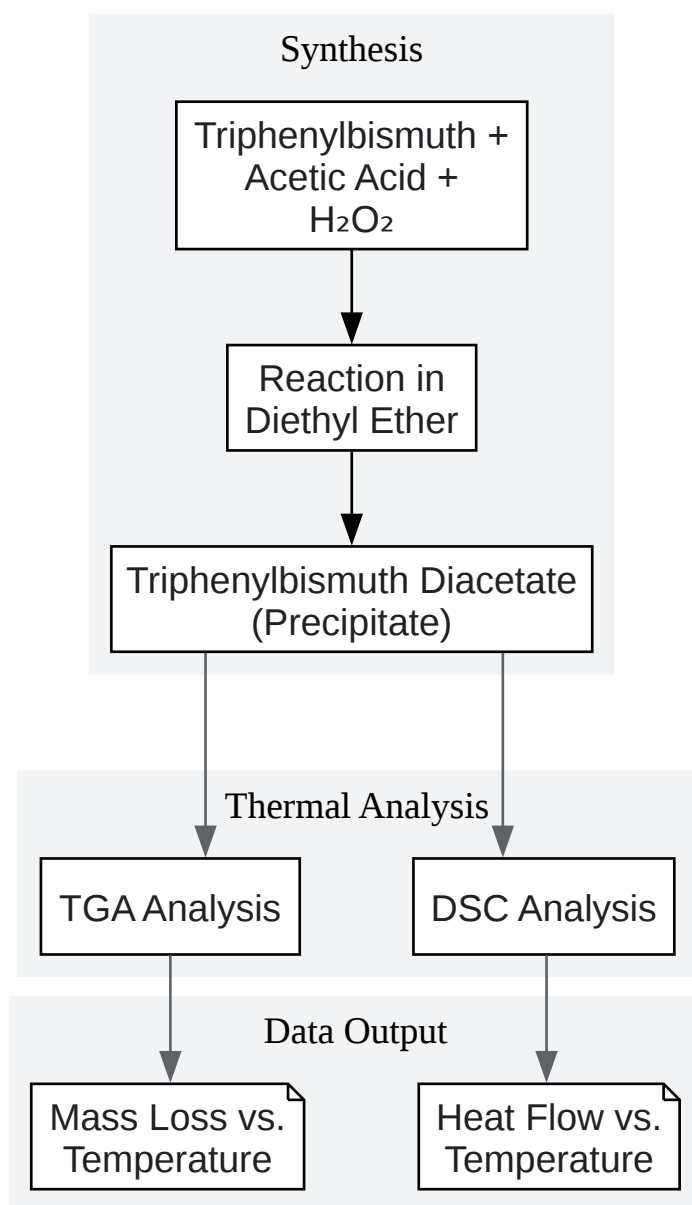 Synthesis
Triphenylbismuth +
Acetic Acid +
H₂O₂
Reaction in
Diethyl Ether
Triphenylbismuth Diacetate
(Precipitate)
Thermal Analysis
TGA Analysis
DSC Analysis
Data Output
Mass Loss vs.
Temperature
Heat Flow vs.
Temperature